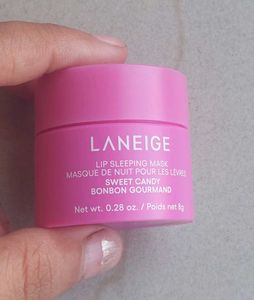 LANEIGE
LIP SLEEPING MASK
MASQUE DE NUIT POUR LES LÈVRES
SWEET CANDY
BONBON GOURMAND
Net wt. 0.28 oz. / Poids net 8g